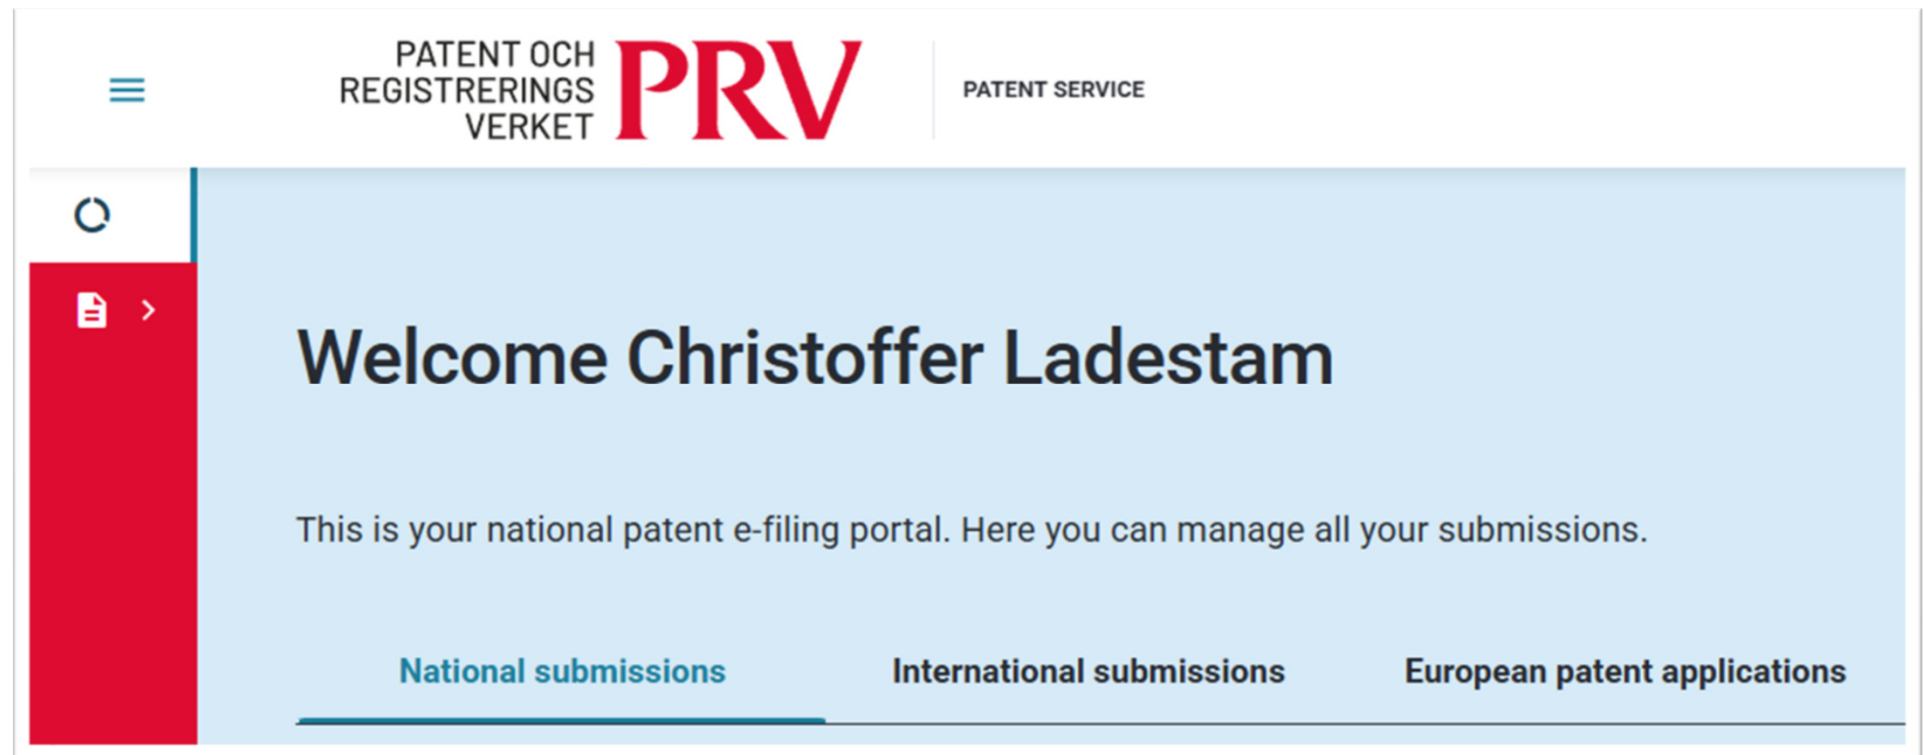 PATENT OCH
REGISTRERINGS
VERKET
PRV
PATENT SERVICE
Welcome Christoffer Ladestam
This is your national patent e-filing portal. Here you can manage all your submissions.
National submissions
International submissions
European patent applications